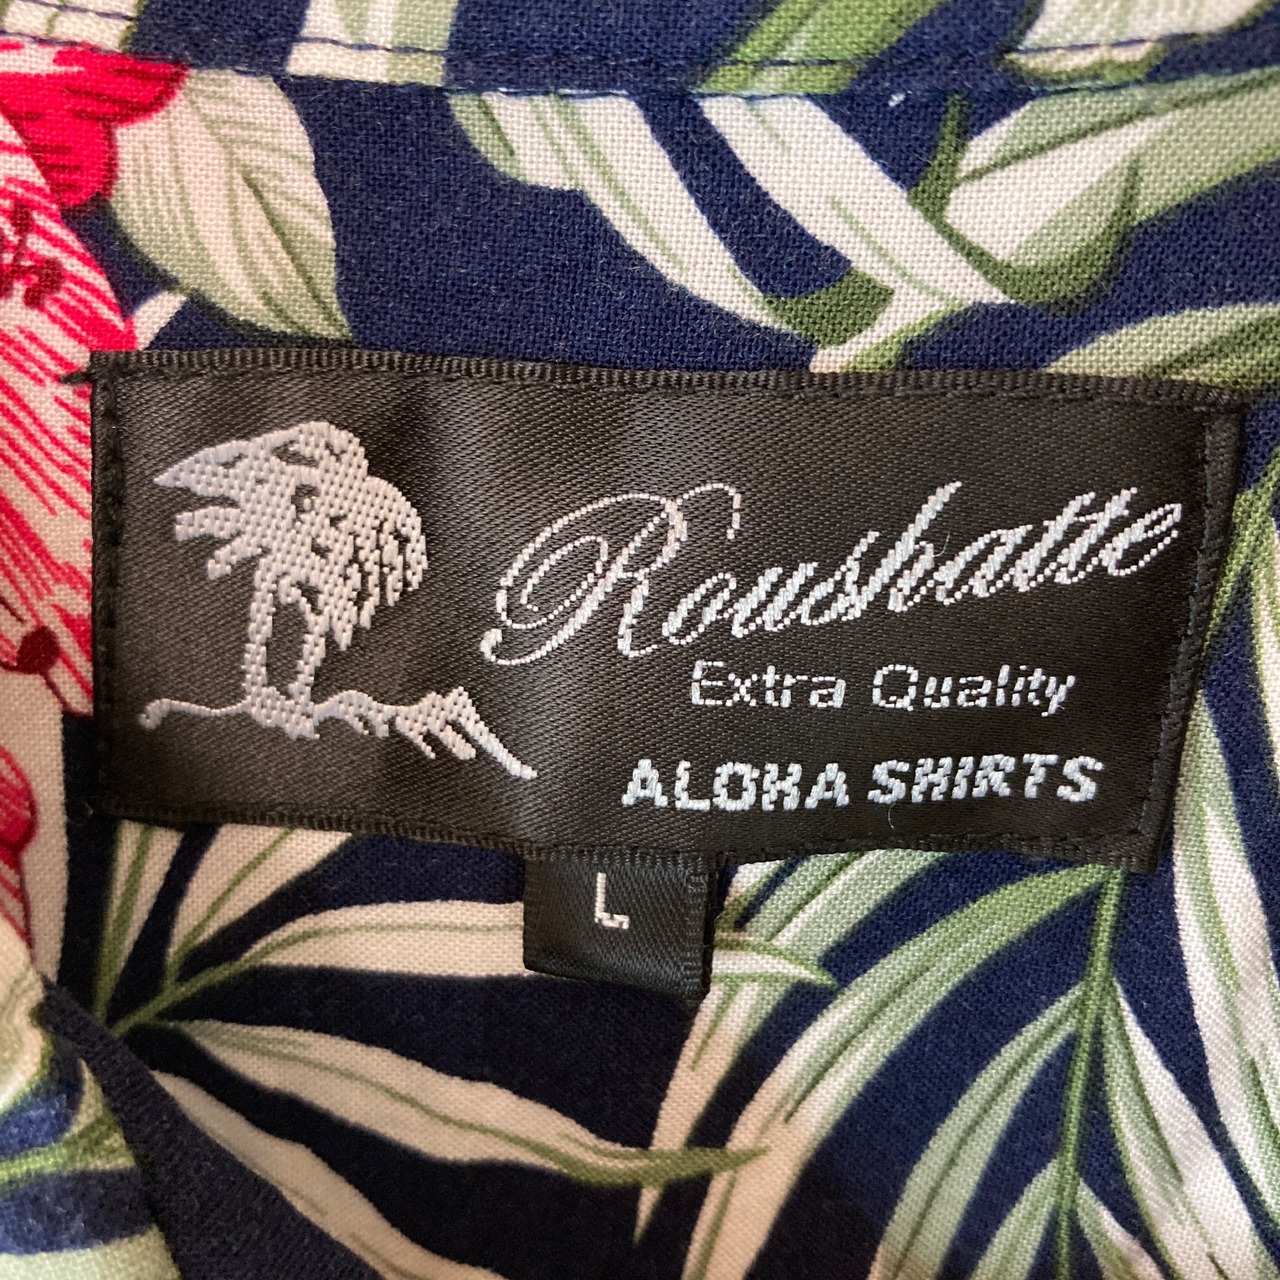 Roushatte
Extra Quality
ALOHA SHIRTS
L